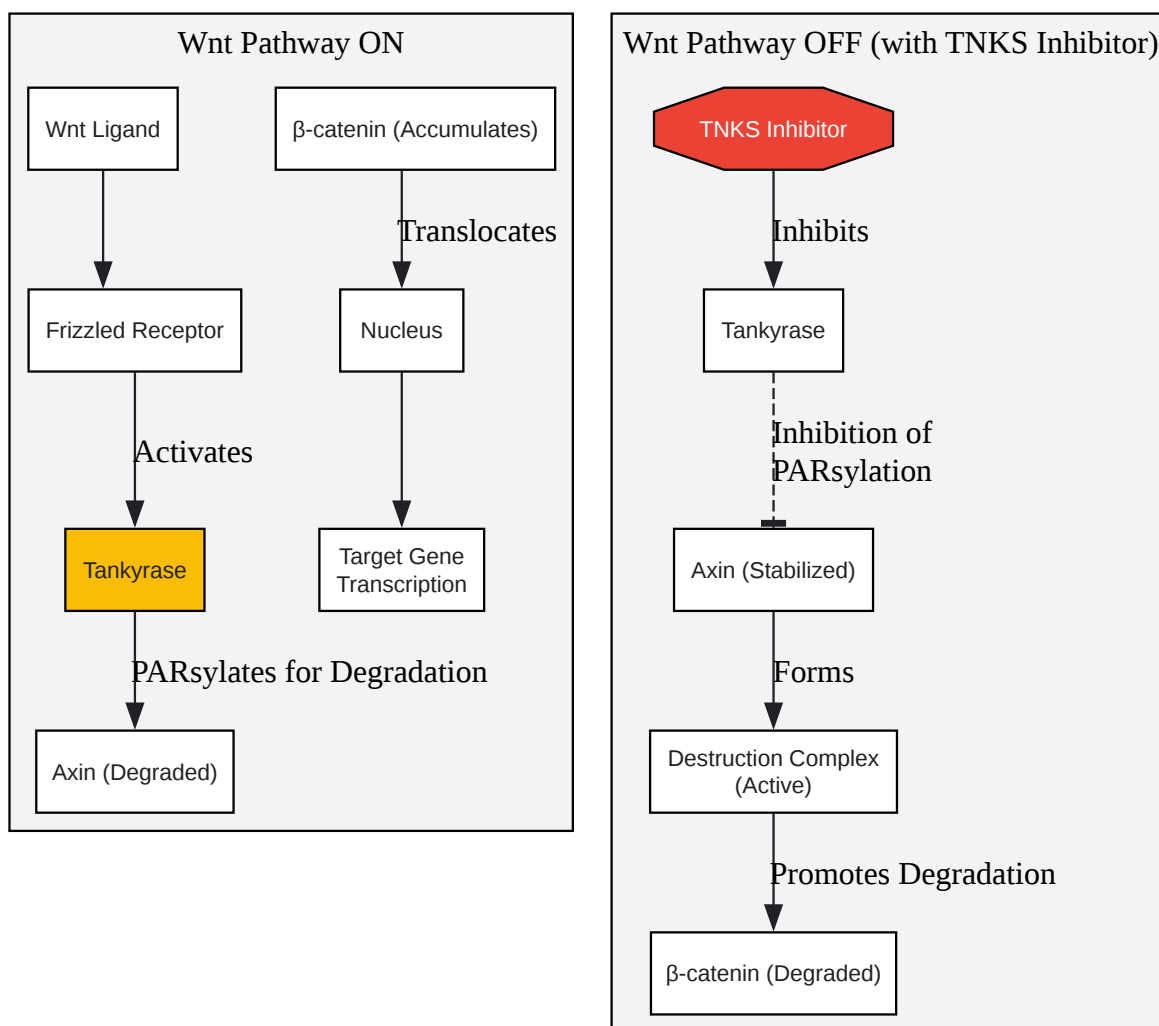 Wnt Pathway ON
Wnt Ligand
Frizzled Receptor
Activates
Tankyrase
PARsylates for Degradation
Axin (Degraded)
β-catenin (Accumulates)
Translocates
Nucleus
Target Gene
Transcription
Wnt Pathway OFF (with TNKS Inhibitor)
TNKS Inhibitor
Inhibits
Tankyrase
Inhibition of
PARsylation
Axin (Stabilized)
Forms
Destruction Complex
(Active)
Promotes Degradation
β-catenin (Degraded)